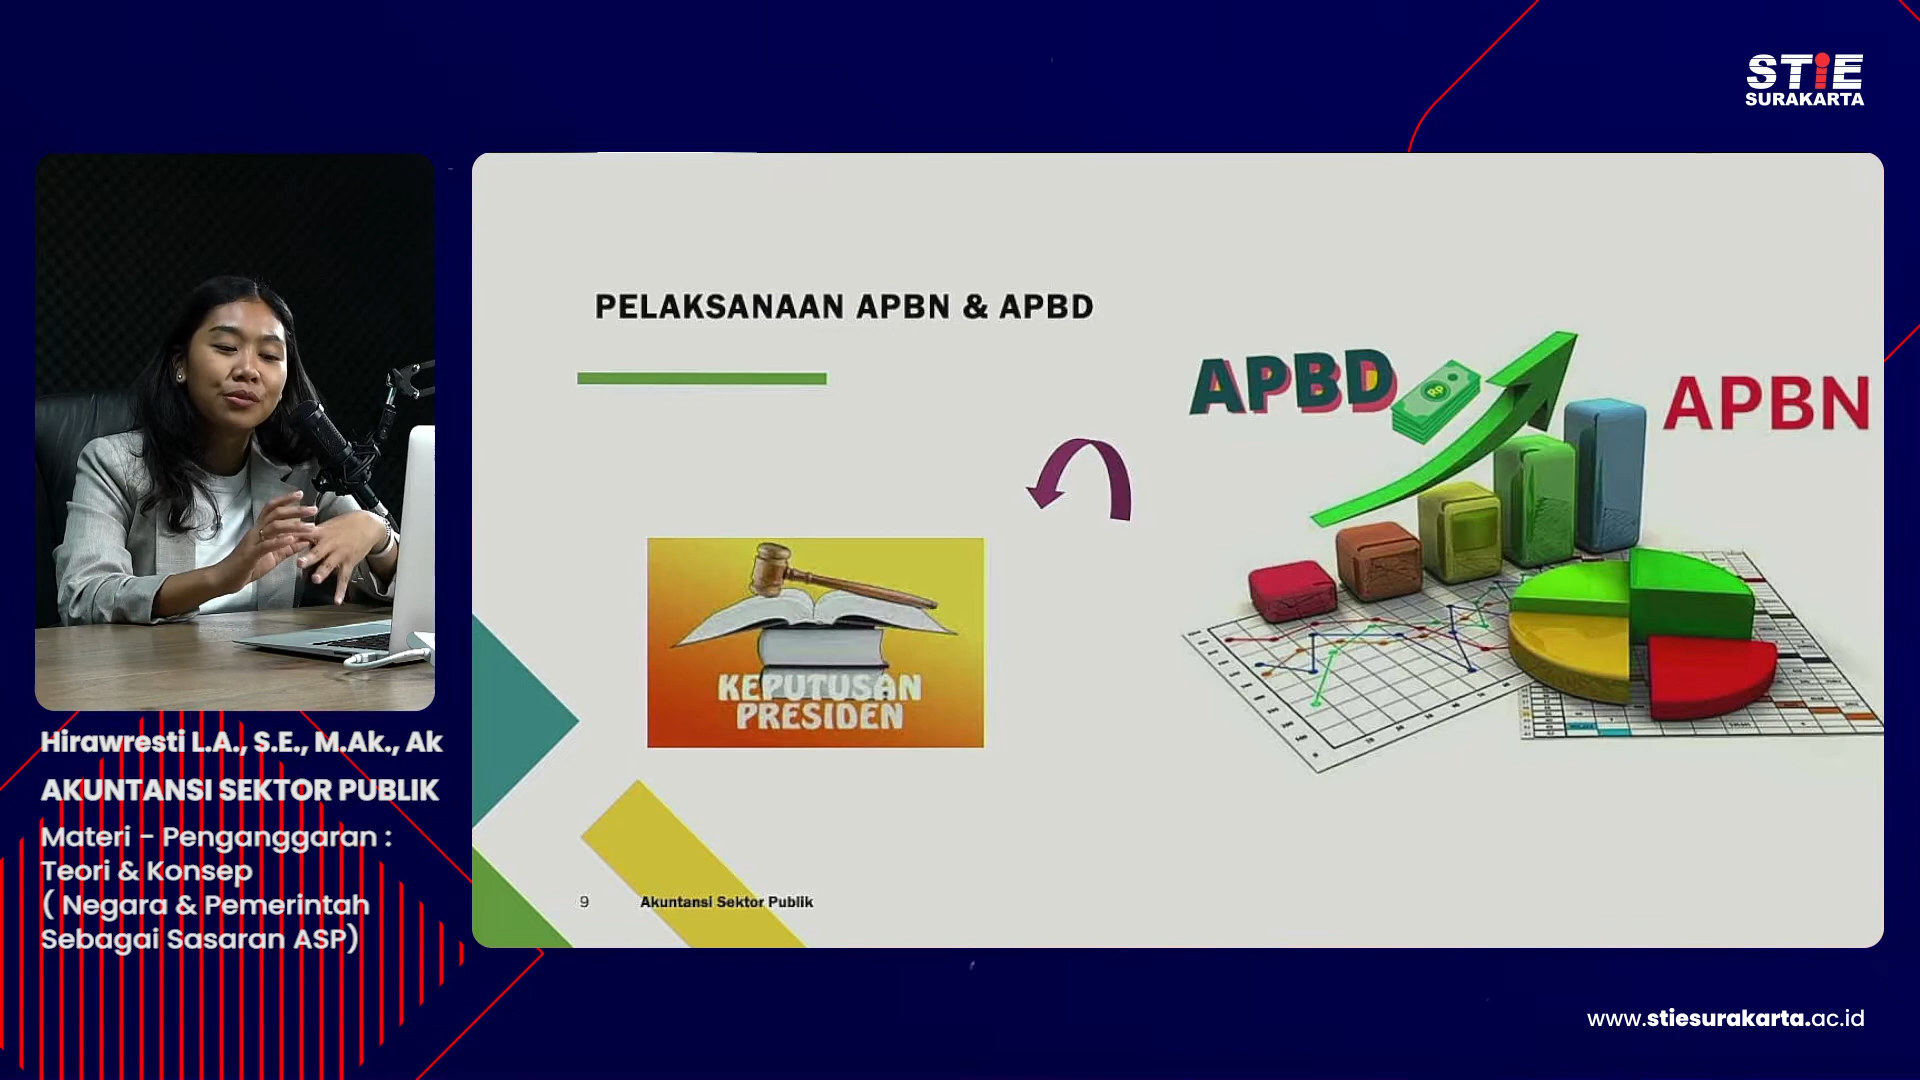 STiE
SURAKARTA
PELAKSANAAN APBN & APBD
APBD
Rp
APBN
KEPUTUSAN
PRESIDEN
9
Akuntansi Sektor Publik
Hirawresti L.A., S.E., M.Ak., Ak
AKUNTANSI SEKTOR PUBLIK
Materi - Penganggaran :
Teori & Konsep
( Negara & Pemerintah
Sebagai Sasaran ASP)
www.stiesurakarta.ac.id